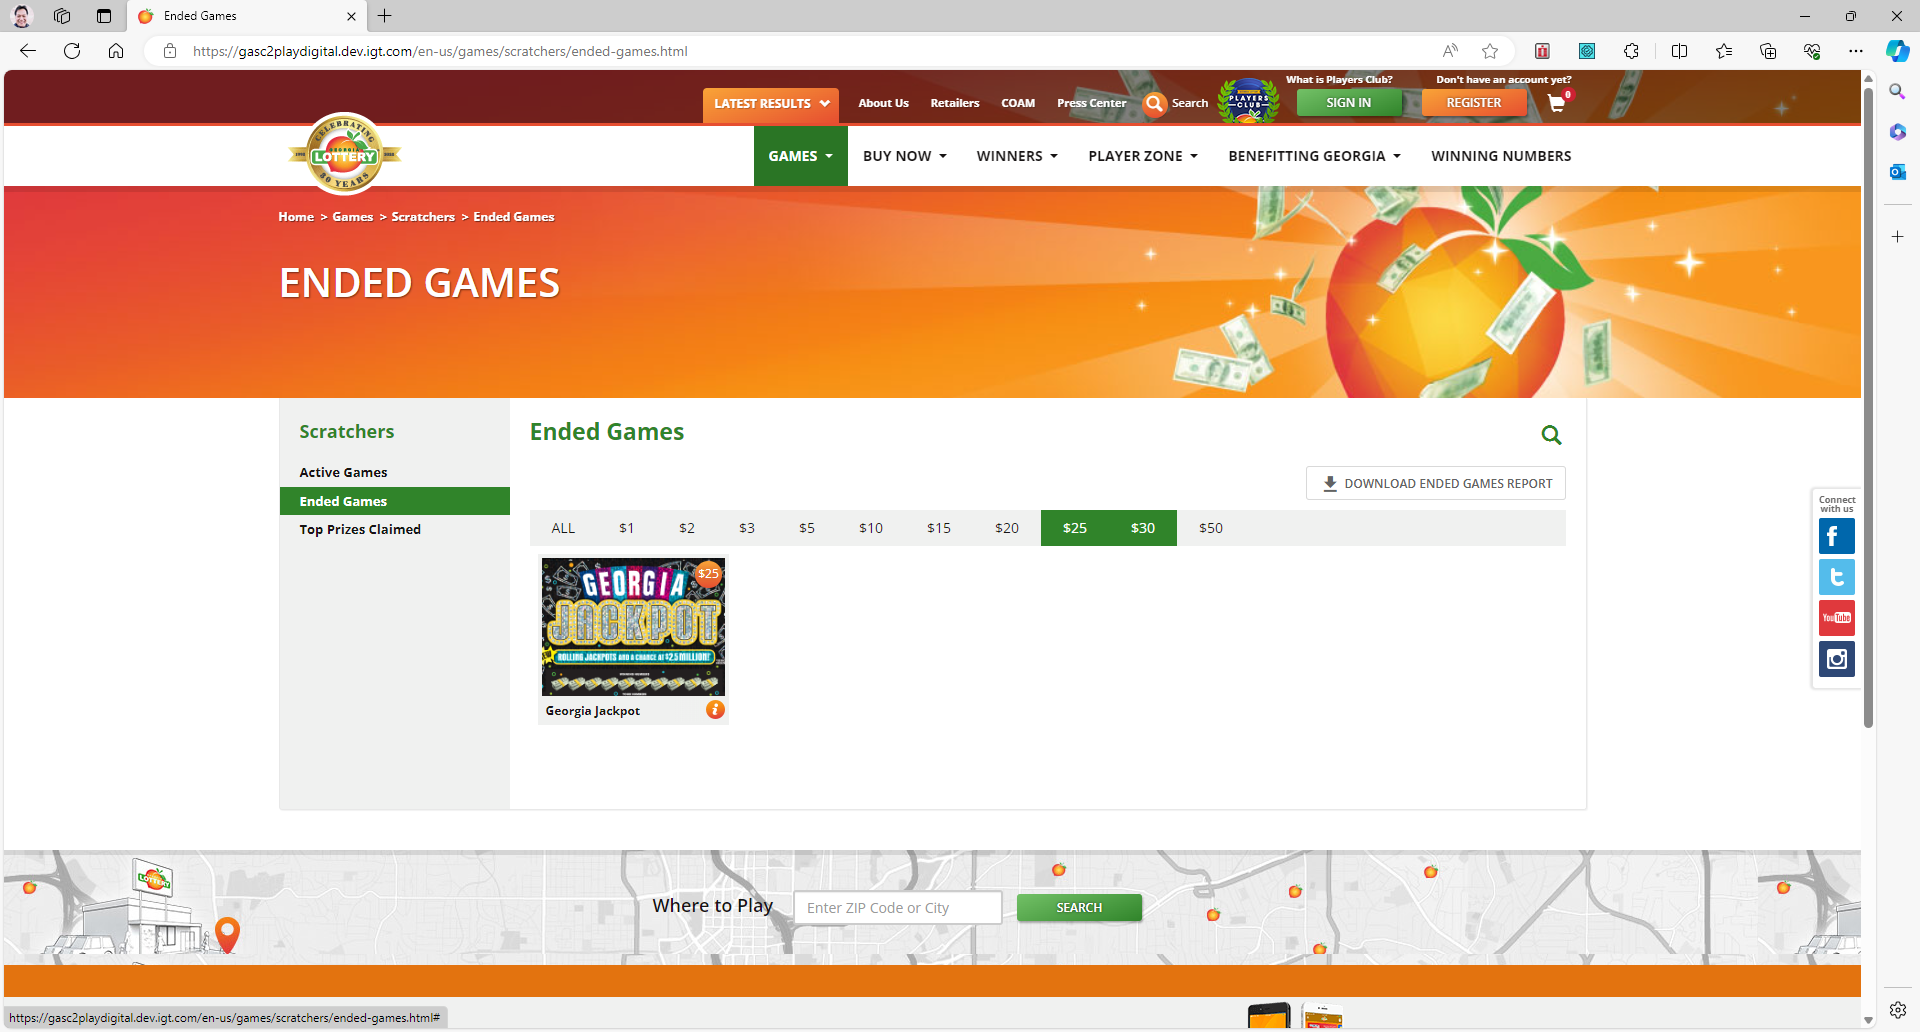 Ended Games
https://gasc2playdigital.dev.igt.com/en-us/games/scratchers/ended-games.html
What is Players Club?
Don't have an account yet?
LATEST RESULTS
About Us
Retailers
COAM
Press Center
Search
PLAYERS CLUB
SIGN IN
REGISTER
0
CELEBRATING
GEORGIA
LOTTERY
30 YEARS
GAMES
BUY NOW
WINNERS
PLAYER ZONE
BENEFITTING GEORGIA
WINNING NUMBERS
Home > Games > Scratchers > Ended Games
ENDED GAMES
Scratchers
Active Games
Ended Games
Top Prizes Claimed
Ended Games
DOWNLOAD ENDED GAMES REPORT
ALL $1 $2 $3 $5 $10 $15 $20 $25 $30 $50
$25
GEORGIA
JACKPOT
ROLLING JACKPOTS AND A CHANCE AT $2.5 MILLION!
Georgia Jackpot
i
Connect
with us
YouTube
LOTTERY
Where to Play
Enter ZIP Code or City
SEARCH
https://gasc2playdigital.dev.igt.com/en-us/games/scratchers/ended-games.html#